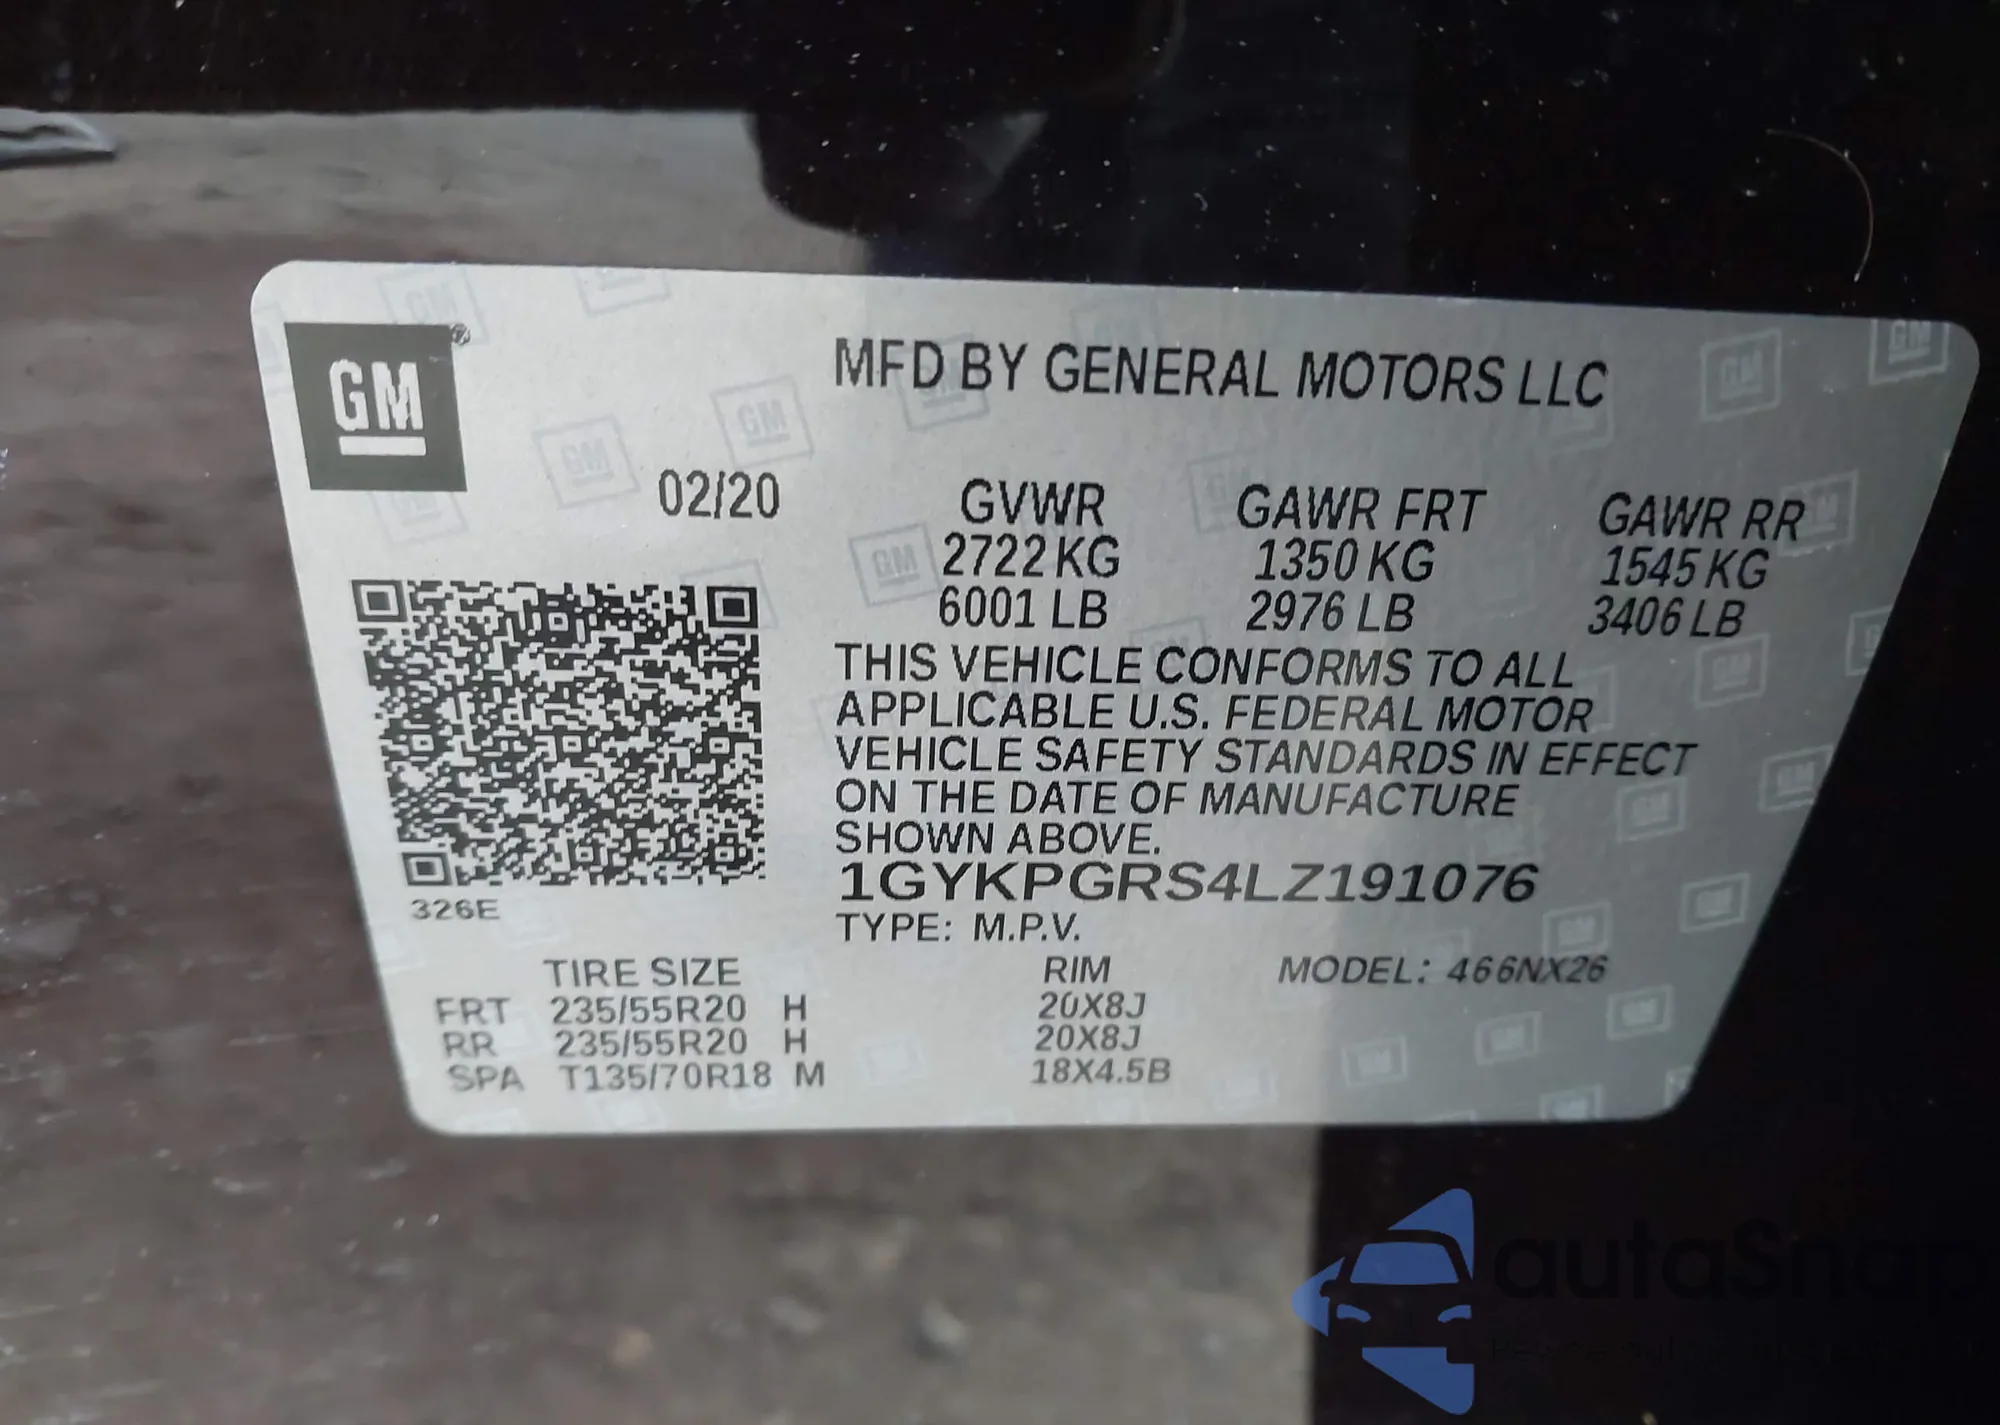 GM
MFD BY GENERAL MOTORS LLC
02/20
GVWR GAWR FRT GAWR RR
2722 KG 1350 KG 1545 KG
6001 LB 2976 LB 3406 LB
THIS VEHICLE CONFORMS TO ALL
APPLICABLE U.S. FEDERAL MOTOR
VEHICLE SAFETY STANDARDS IN EFFECT
ON THE DATE OF MANUFACTURE
SHOWN ABOVE.
1GYKPGRS4LZ191076
326E
TYPE: M.P.V.
TIRE SIZE RIM MODEL: 466NX26
FRT 235/55R20 H 20X8J
RR 235/55R20 H 20X8J
SPA T135/70R18 M 18X4.5B
autaSnap